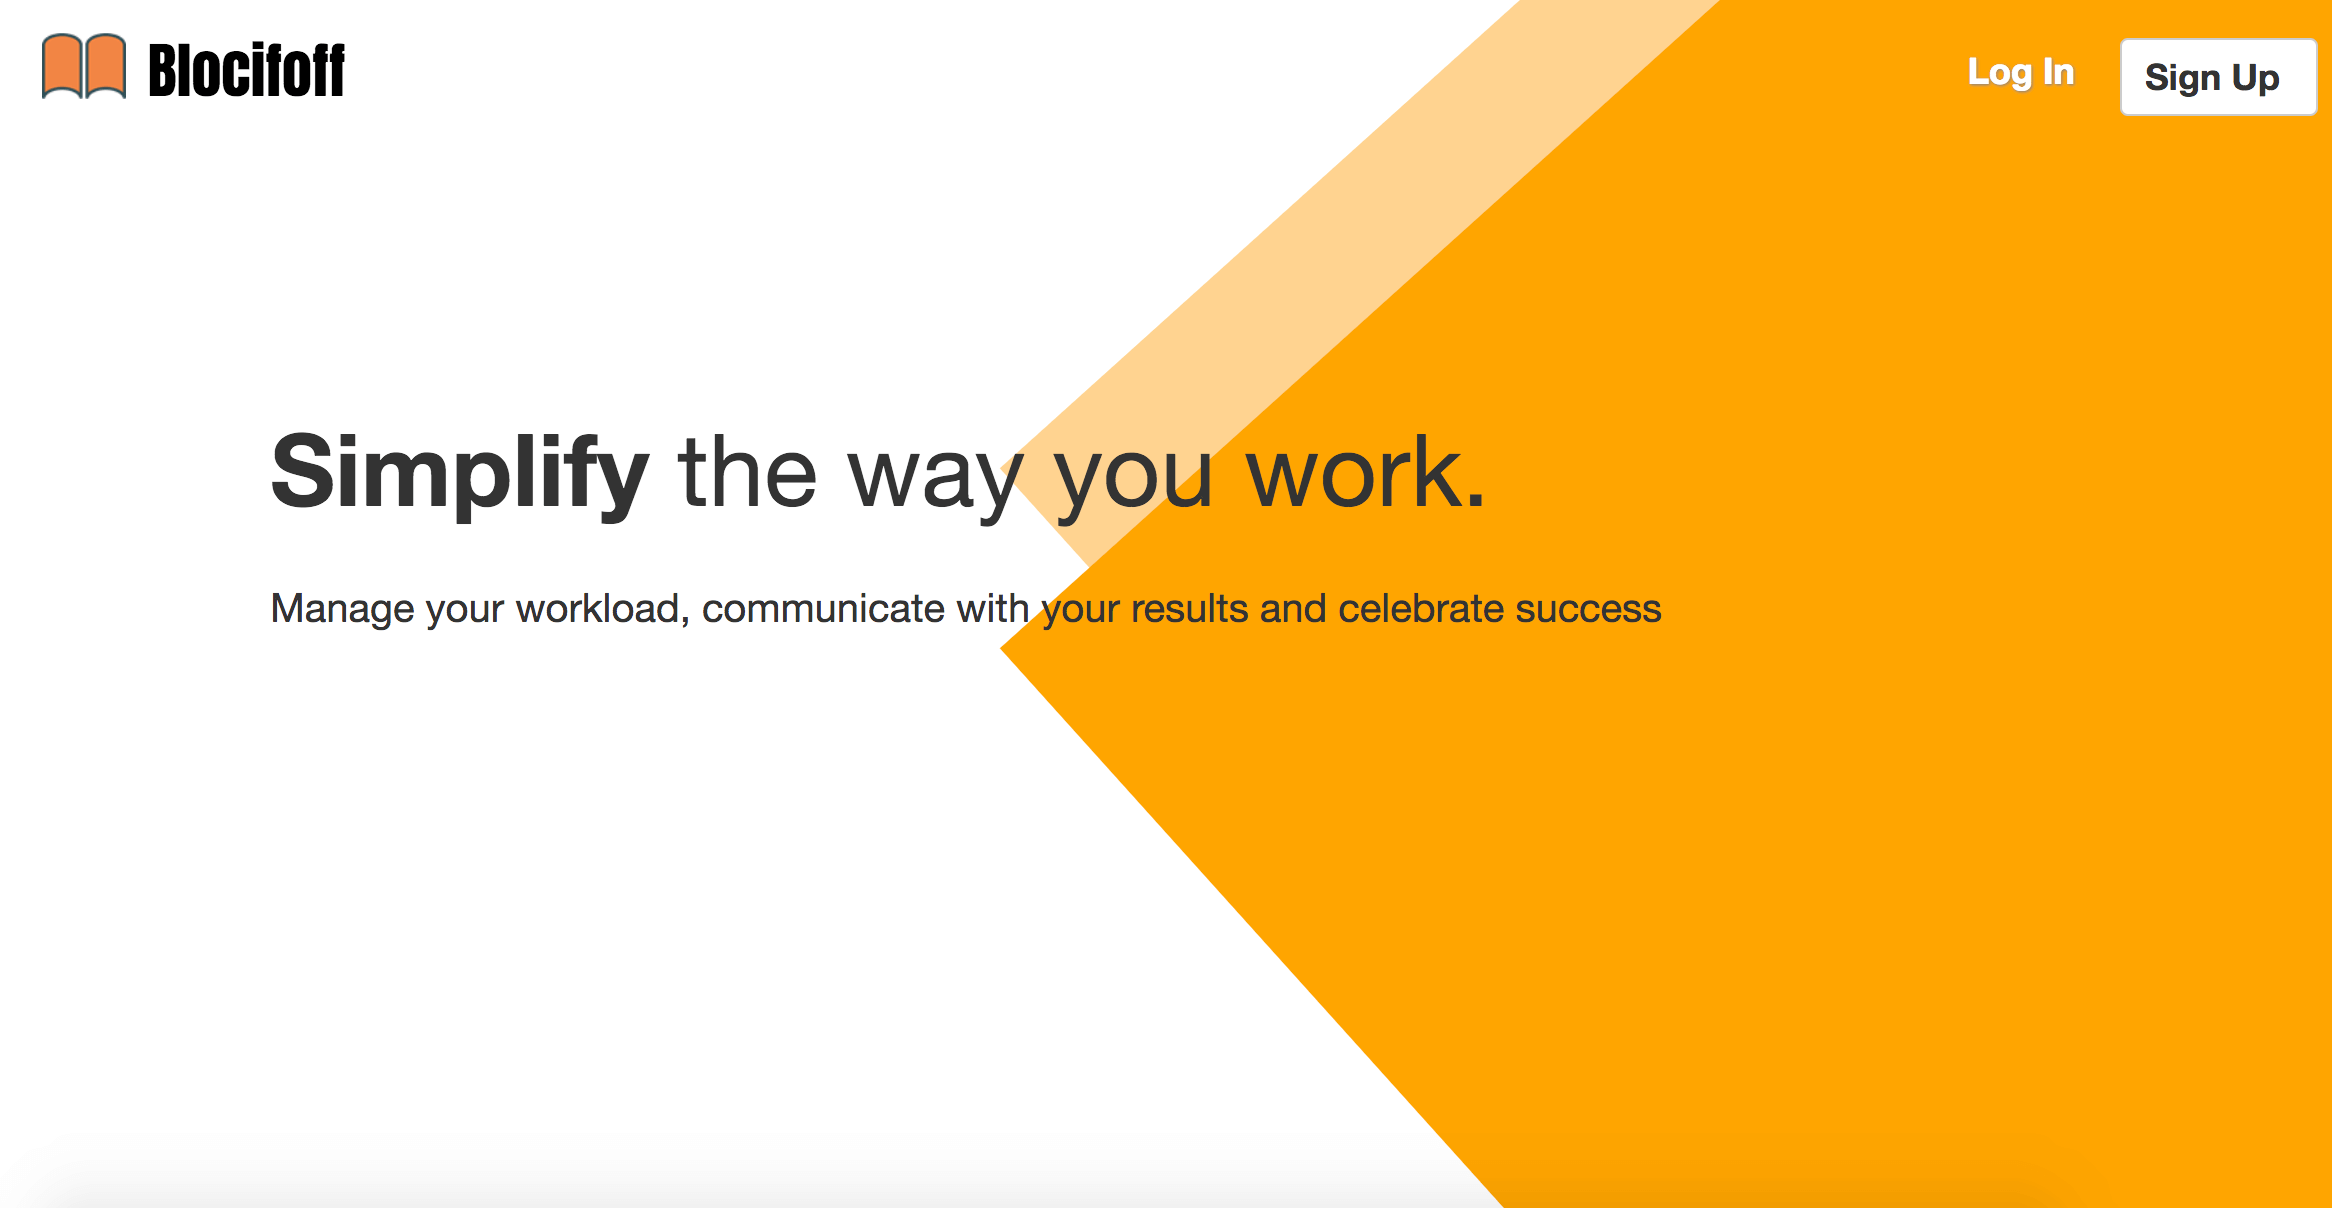 Blocifoff
Log In
Sign Up
Simplify the way you work.
Manage your workload, communicate with your results and celebrate success